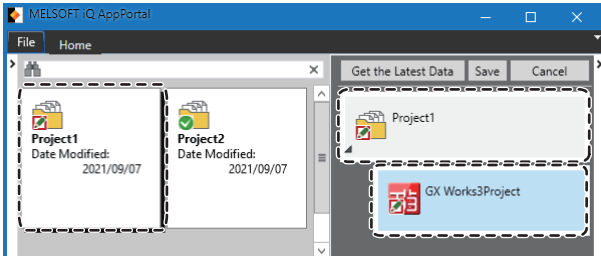 MELSOFT iQ AppPortal
File Home
Get the Latest Data Save Cancel
Project1 Project2
Date Modified: Date Modified:
2021/09/07 2021/09/07
Project1
GX Works3Project